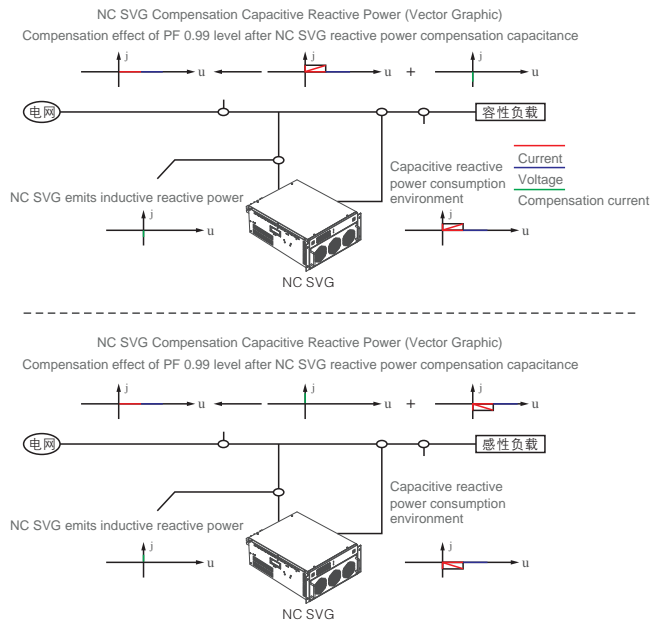 NC SVG Compensation Capacitive Reactive Power (Vector Graphic)
Compensation effect of PF 0.99 level after NC SVG reactive power compensation capacitance
j u j u + j u
电网
容性负载
Current
Voltage
Compensation current
Capacitive reactive
power consumption
environment
NC SVG emits inductive reactive power
j u
j u
NC SVG
NC SVG Compensation Capacitive Reactive Power (Vector Graphic)
Compensation effect of PF 0.99 level after NC SVG reactive power compensation capacitance
j u j u + j u
电网
感性负载
Capacitive reactive
power consumption
environment
NC SVG emits inductive reactive power
j u
j u
NC SVG